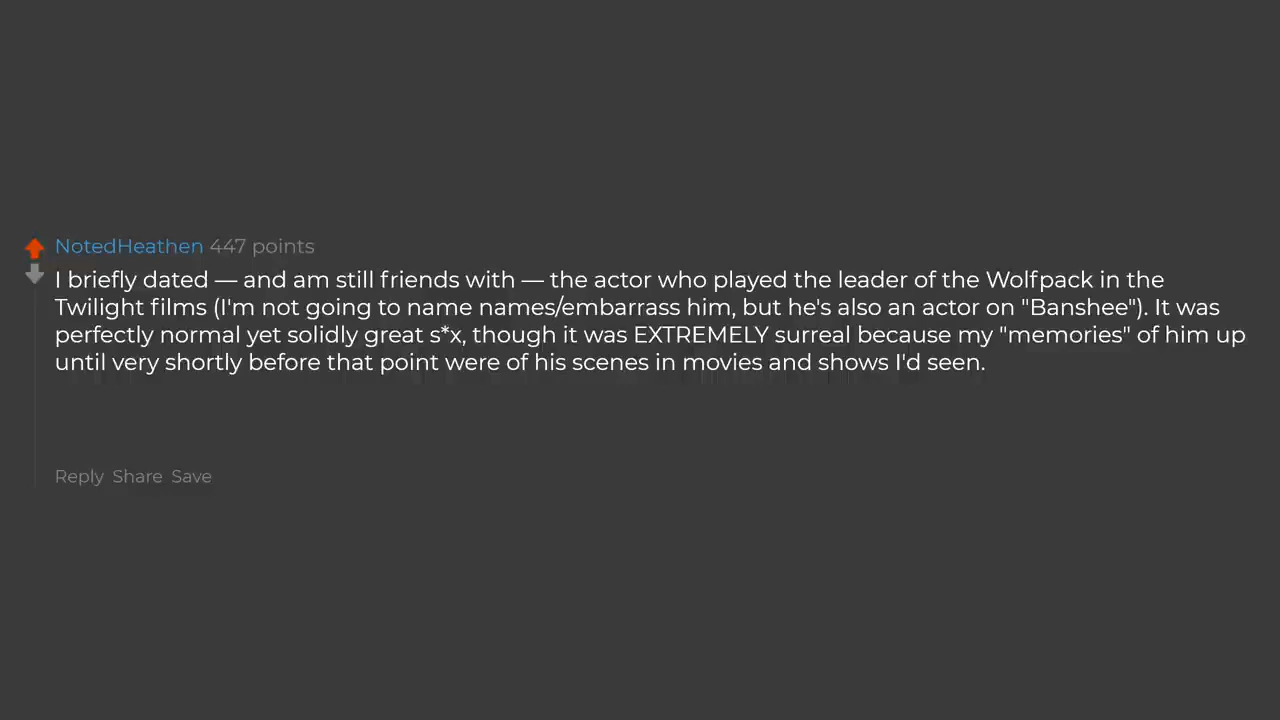 NotedHeathen 447 points
I briefly dated — and am still friends with — the actor who played the leader of the Wolfpack in the
Twilight films (I'm not going to name names/embarrass him, but he's also an actor on "Banshee"). It was
perfectly normal yet solidly great s*x, though it was EXTREMELY surreal because my "memories" of him up
until very shortly before that point were of his scenes in movies and shows I'd seen.
Reply Share Save